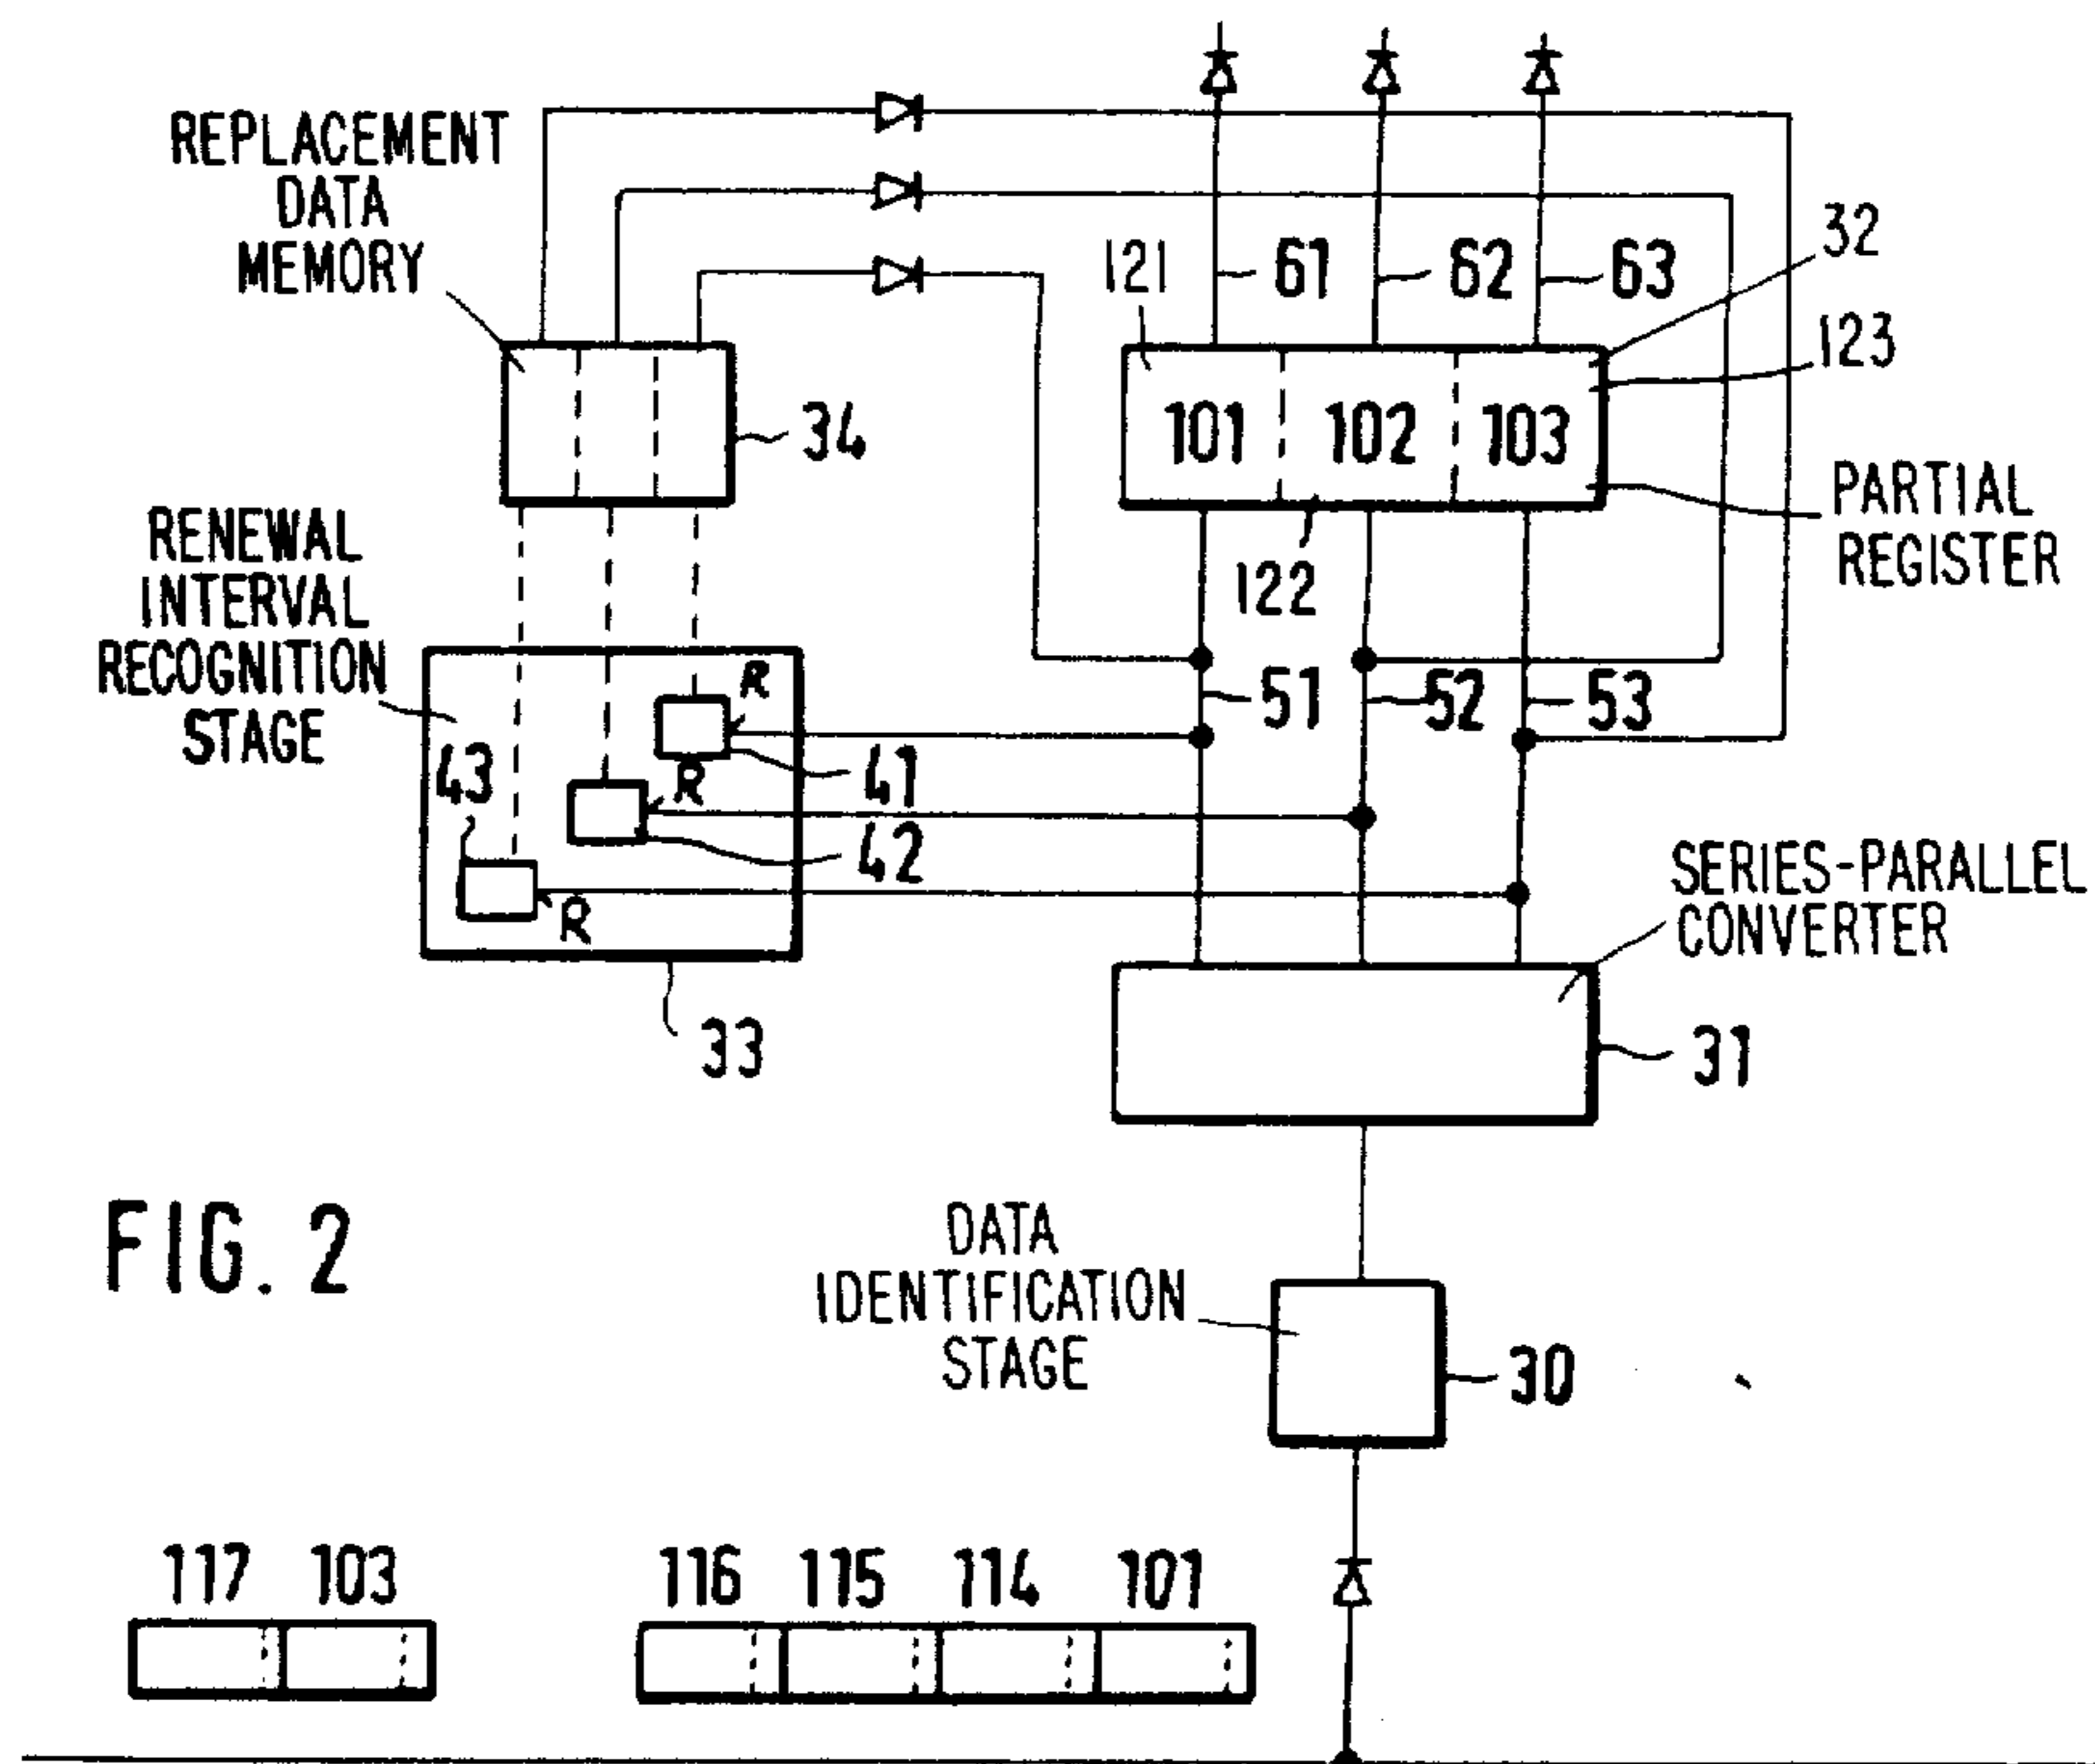 REPLACEMENT
DATA
MEMORY
121
61
62
63
32
123
34
101
102
103
PARTIAL
REGISTER
RENEWAL
INTERVAL
RECOGNITION
STAGE
122
R
51
52
53
43
41
R
42
R
SERIES-PARALLEL
CONVERTER
33
31
FIG. 2
DATA
IDENTIFICATION
STAGE
30
117
103
116
115
114
101